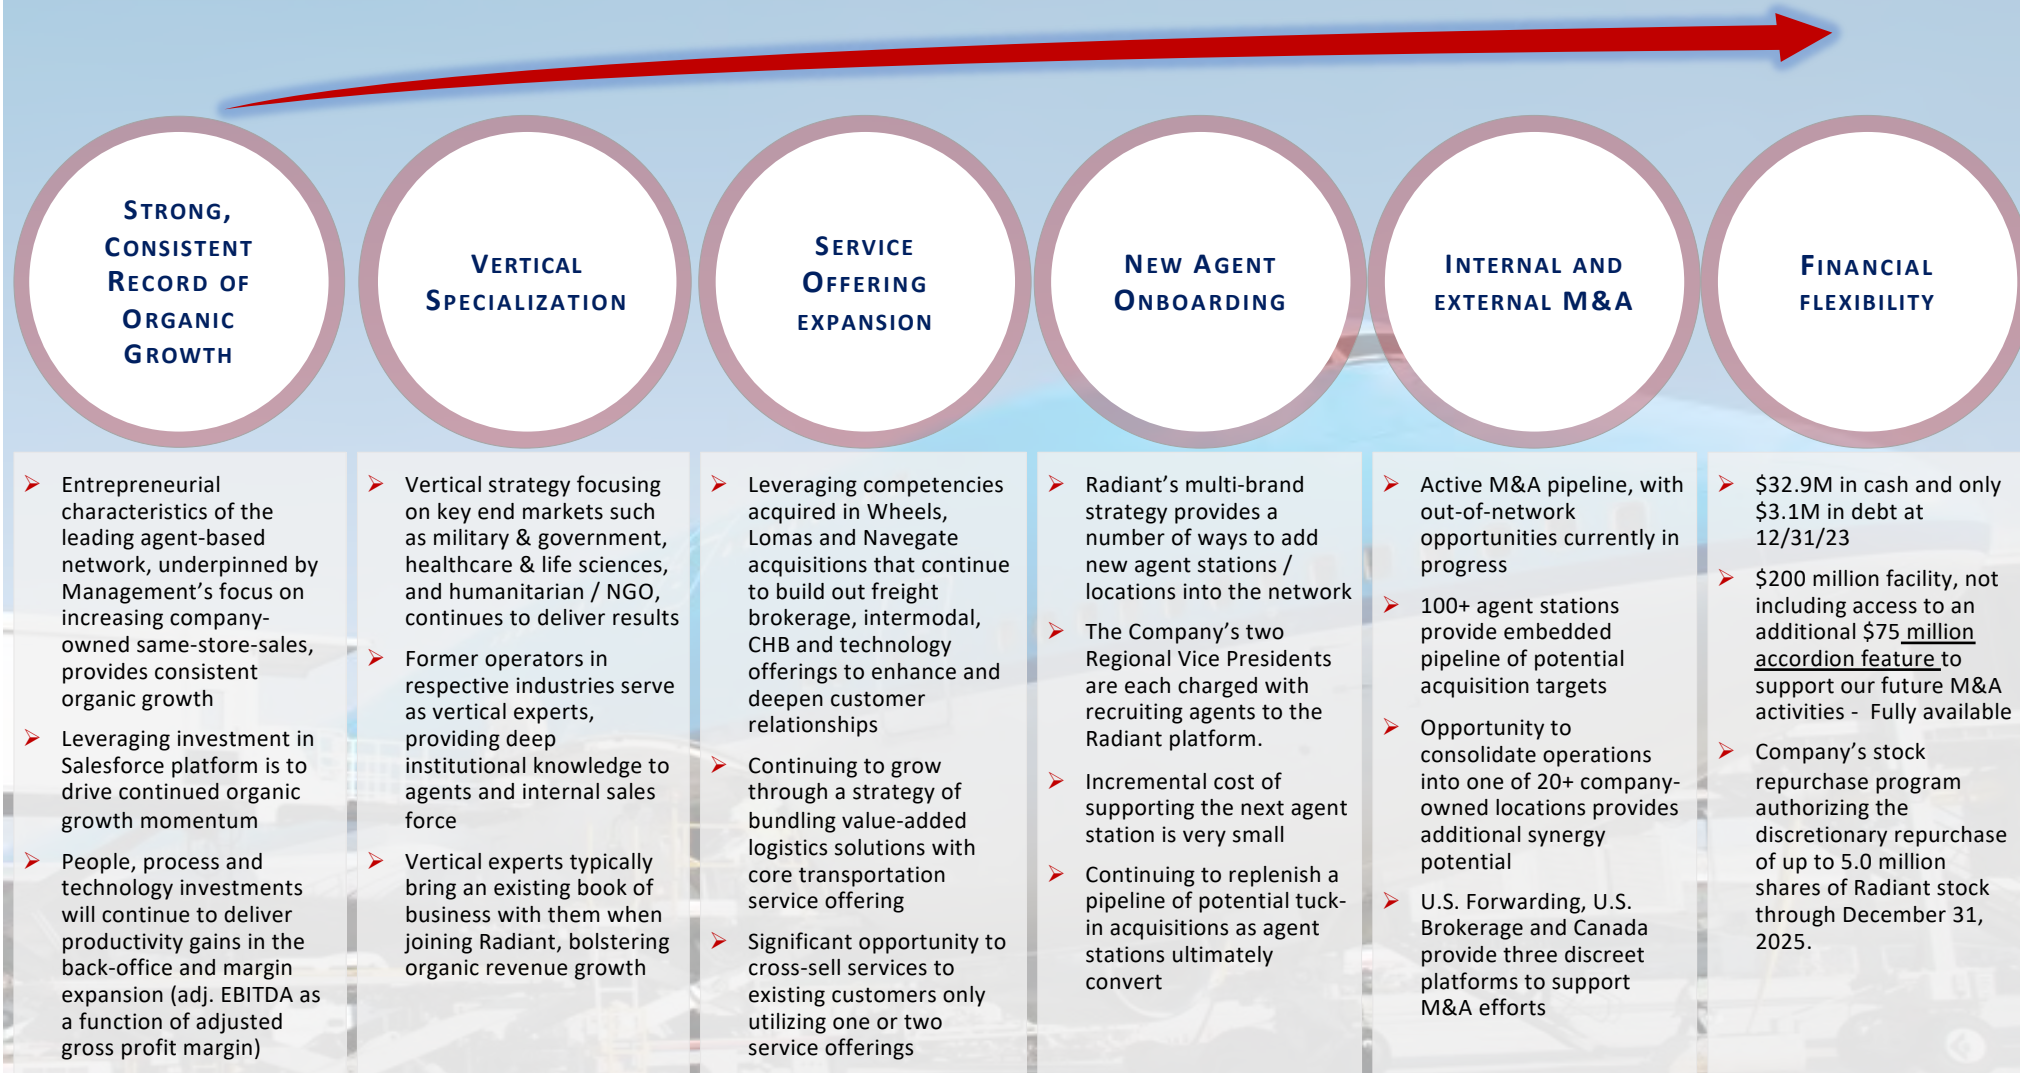 STRONG,
CONSISTENT
RECORD OF
ORGANIC
GROWTH
VERTICAL
SPECIALIZATION
SERVICE
OFFERING
EXPANSION
NEW AGENT
ONBOARDING
INTERNAL AND
EXTERNAL M&A
FINANCIAL
FLEXIBILITY
➢ Entrepreneurial
characteristics of the
leading agent-based
network, underpinned by
Management’s focus on
increasing company-
owned same-store-sales,
provides consistent
organic growth
➢ Leveraging investment in
Salesforce platform is to
drive continued organic
growth momentum
➢ People, process and
technology investments
will continue to deliver
productivity gains in the
back-office and margin
expansion (adj. EBITDA as
a function of adjusted
gross profit margin)
➢ Vertical strategy focusing
on key end markets such
as military & government,
healthcare & life sciences,
and humanitarian / NGO,
continues to deliver results
➢ Former operators in
respective industries serve
as vertical experts,
providing deep
institutional knowledge to
agents and internal sales
force
➢ Vertical experts typically
bring an existing book of
business with them when
joining Radiant, bolstering
organic revenue growth
➢ Leveraging competencies
acquired in Wheels,
Lomas and Navegate
acquisitions that continue
to build out freight
brokerage, intermodal,
CHB and technology
offerings to enhance and
deepen customer
relationships
➢ Continuing to grow
through a strategy of
bundling value-added
logistics solutions with
core transportation
service offering
➢ Significant opportunity to
cross-sell services to
existing customers only
utilizing one or two
service offerings
➢ Radiant’s multi-brand
strategy provides a
number of ways to add
new agent stations /
locations into the network
➢ The Company’s two
Regional Vice Presidents
are each charged with
recruiting agents to the
Radiant platform.
➢ Incremental cost of
supporting the next agent
station is very small
➢ Continuing to replenish a
pipeline of potential tuck-
in acquisitions as agent
stations ultimately
convert
➢ Active M&A pipeline, with
out-of-network
opportunities currently in
progress
➢ 100+ agent stations
provide embedded
pipeline of potential
acquisition targets
➢ Opportunity to
consolidate operations
into one of 20+ company-
owned locations provides
additional synergy
potential
➢ U.S. Forwarding, U.S.
Brokerage and Canada
provide three discreet
platforms to support
M&A efforts
➢ $32.9M in cash and only
$3.1M in debt at
12/31/23
➢ $200 million facility, not
including access to an
additional $75 million
accordion feature to
support our future M&A
activities - Fully available
➢ Company’s stock
repurchase program
authorizing the
discretionary repurchase
of up to 5.0 million
shares of Radiant stock
through December 31,
2025.